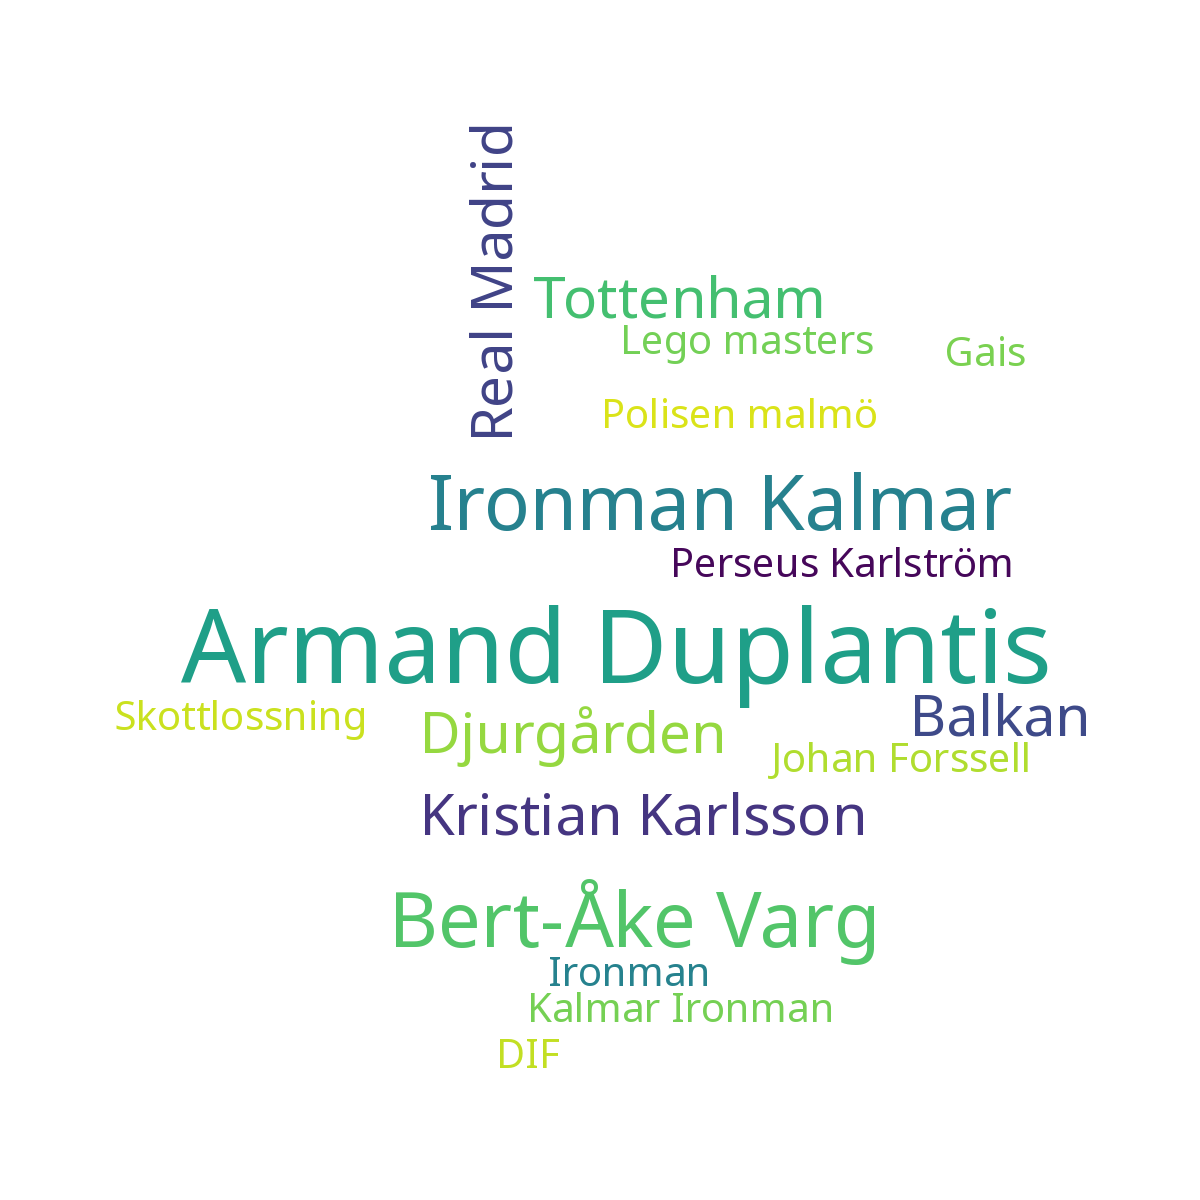 Real Madrid
Tottenham
Lego masters
Gais
Polisen malmö
Ironman Kalmar
Perseus Karlström
Armand Duplantis
Skottlossning
Djurgården
Balkan
Johan Forssell
Kristian Karlsson
Bert-Åke Varg
Ironman
Kalmar Ironman
DIF